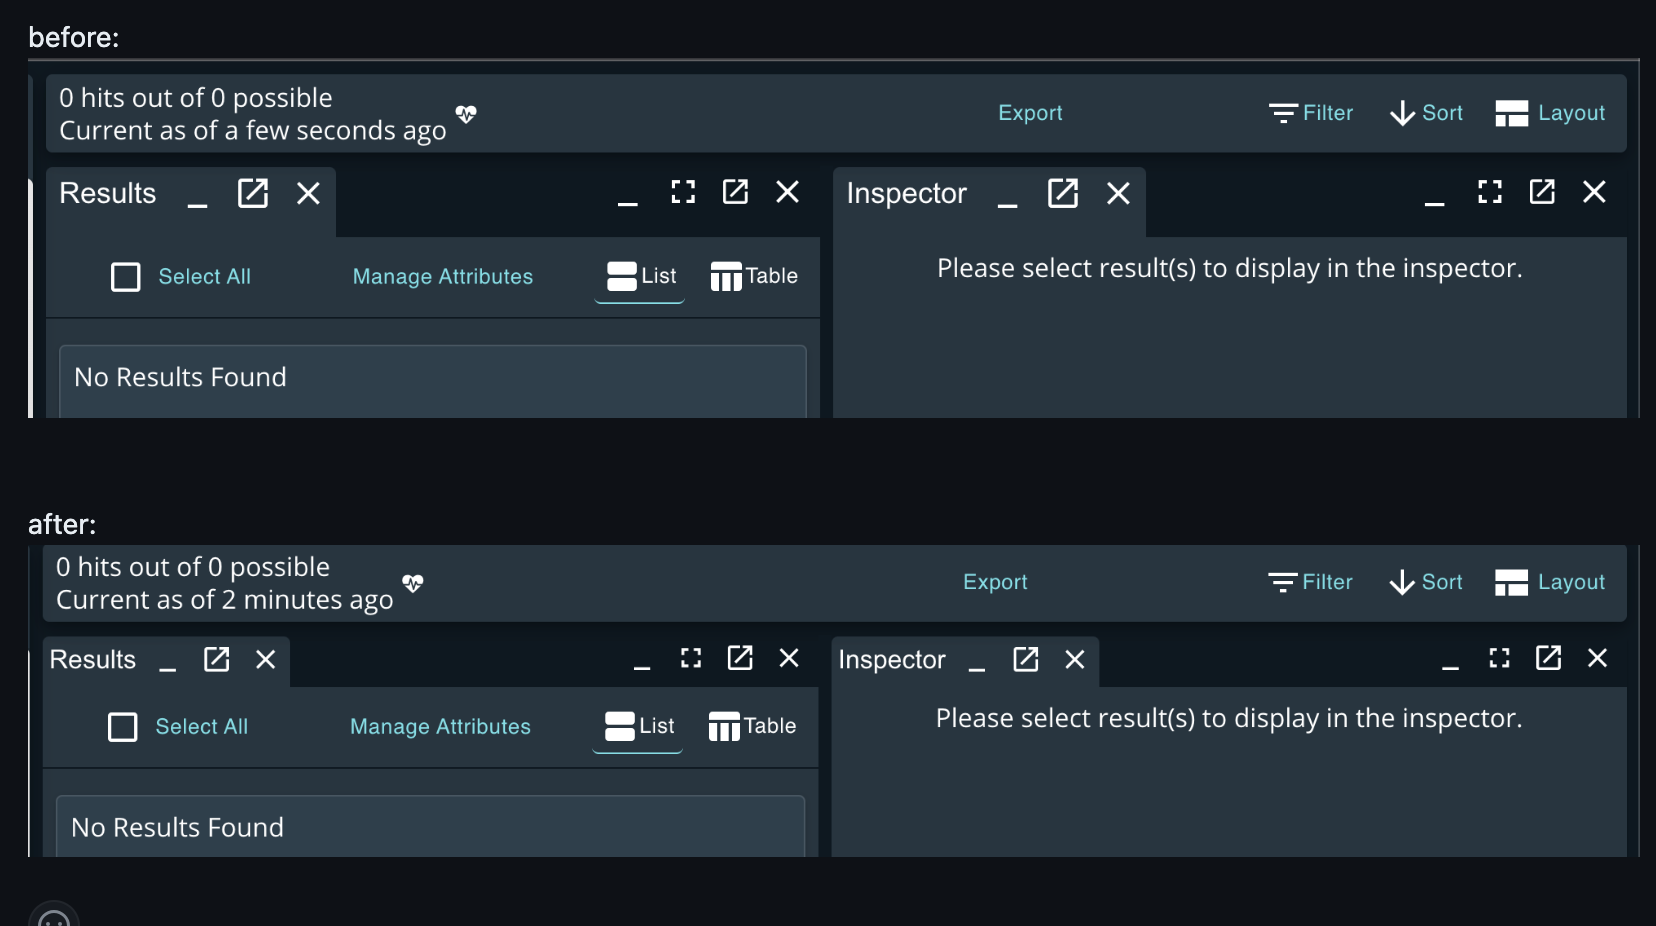 before:
0 hits out of 0 possible
Current as of a few seconds ago
Export
Filter
Sort
Layout
Results
Inspector
Select All
Manage Attributes
List
Table
Please select result(s) to display in the inspector.
No Results Found
after:
0 hits out of 0 possible
Current as of 2 minutes ago
Export
Filter
Sort
Layout
Results
Inspector
Select All
Manage Attributes
List
Table
Please select result(s) to display in the inspector.
No Results Found